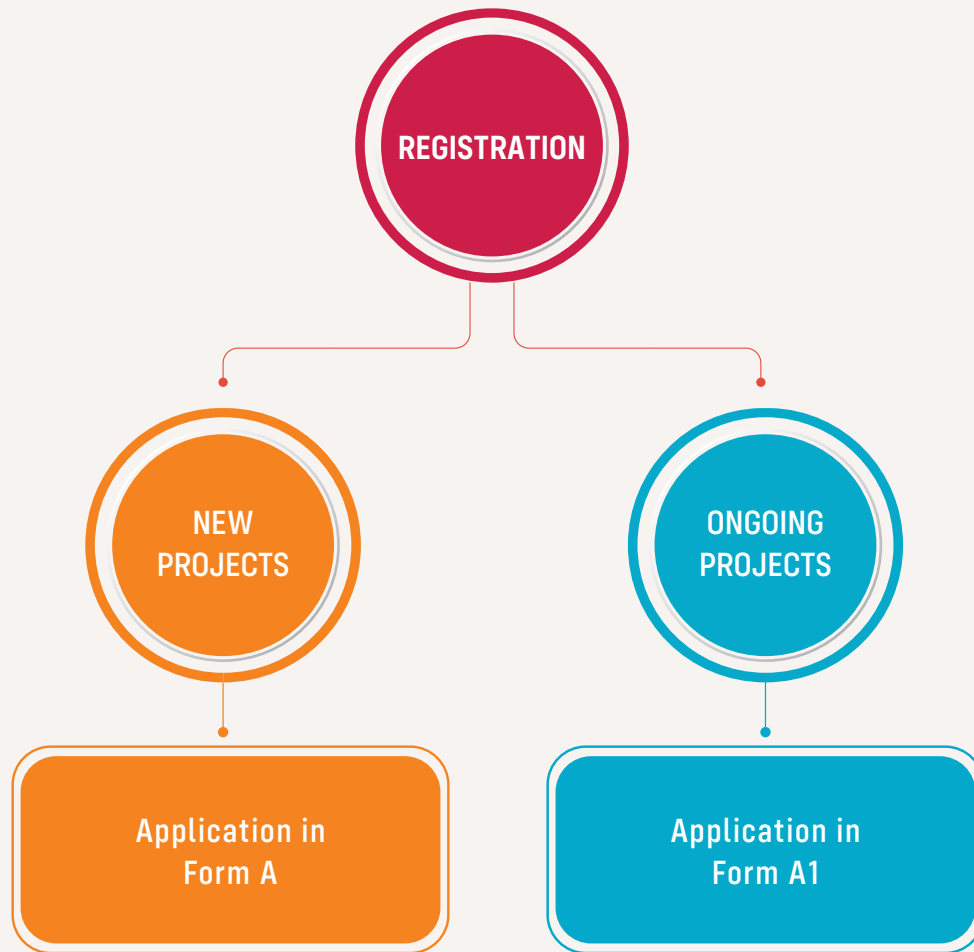 REGISTRATION
NEW
PROJECTS
ONGOING
PROJECTS
Application in
Form A
Application in
Form A1